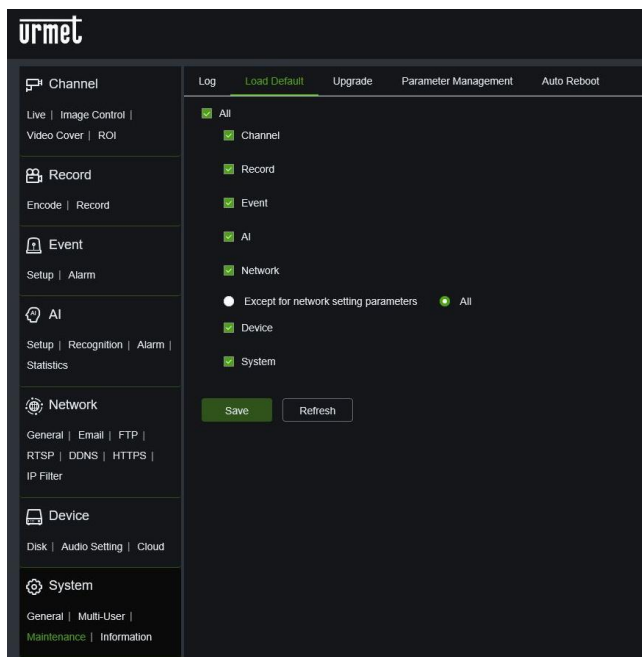 urmet
Channel
Live | Image Control |
Video Cover | ROI
Record
Encode | Record
Event
Setup | Alarm
AI
Setup | Recognition | Alarm |
Statistics
Network
General | Email | FTP |
RTSP | DDNS | HTTPS |
IP Filter
Device
Disk | Audio Setting | Cloud
System
General | Multi-User |
Maintenance | Information
Log Load Default Upgrade Parameter Management Auto Reboot
All
Channel
Record
Event
AI
Network
Except for network setting parameters All
Device
System
Save Refresh